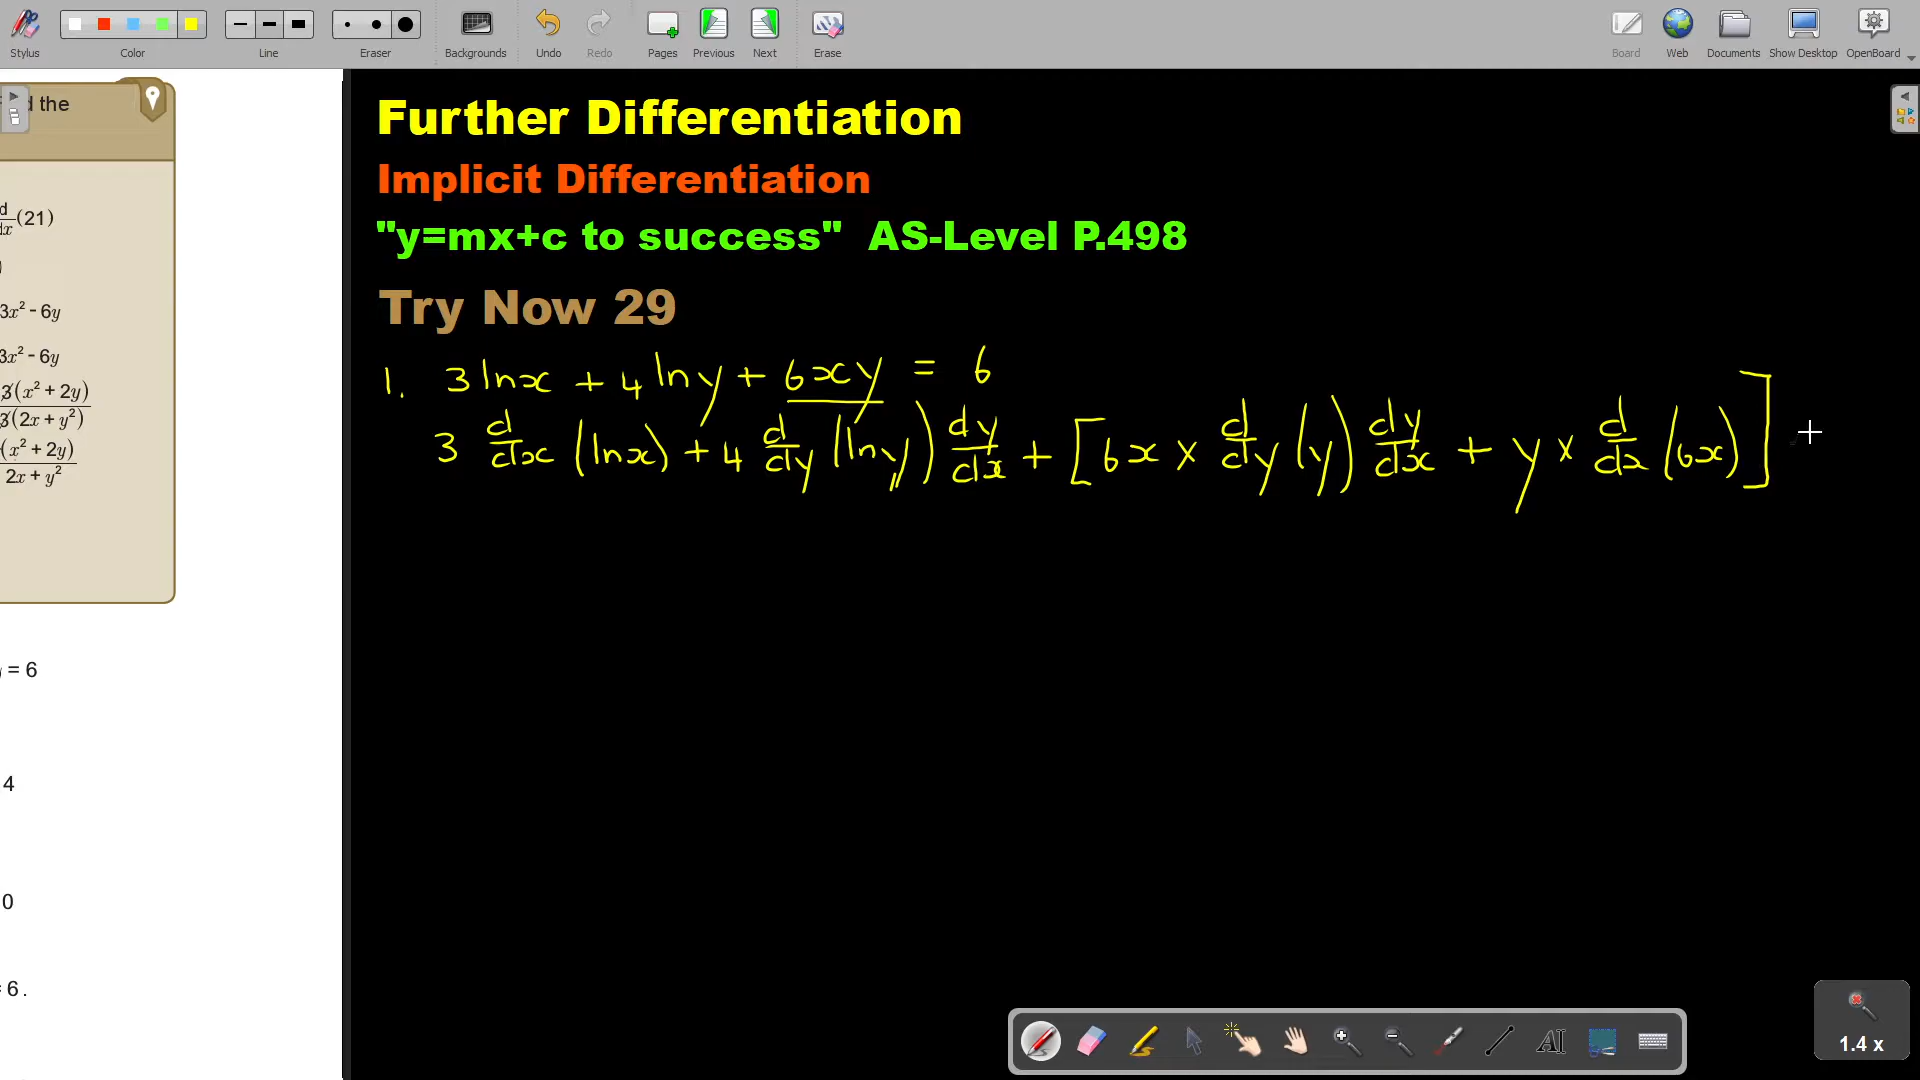 Stylus Color Line Eraser Backgrounds Undo Redo Pages Previous Next Erase Board Web Documents Show Desktop OpenBoard
d the
d/dx (21)
3x² - 6y
3x² - 6y
3(x² + 2y)
3(2x + y²)
(x² + 2y)
2x + y²
= 6
4
0
= 6.
Further Differentiation
Implicit Differentiation
"y=mx+c to success" AS-Level P.498
Try Now 29
1. 3 ln x + 4 ln y + 6xy = 6
3 d/dx (ln x) + 4 d/dy (ln y) dy/dx + [6x × d/dy (y) dy/dx + y × d/dx (6x)]
1.4 x